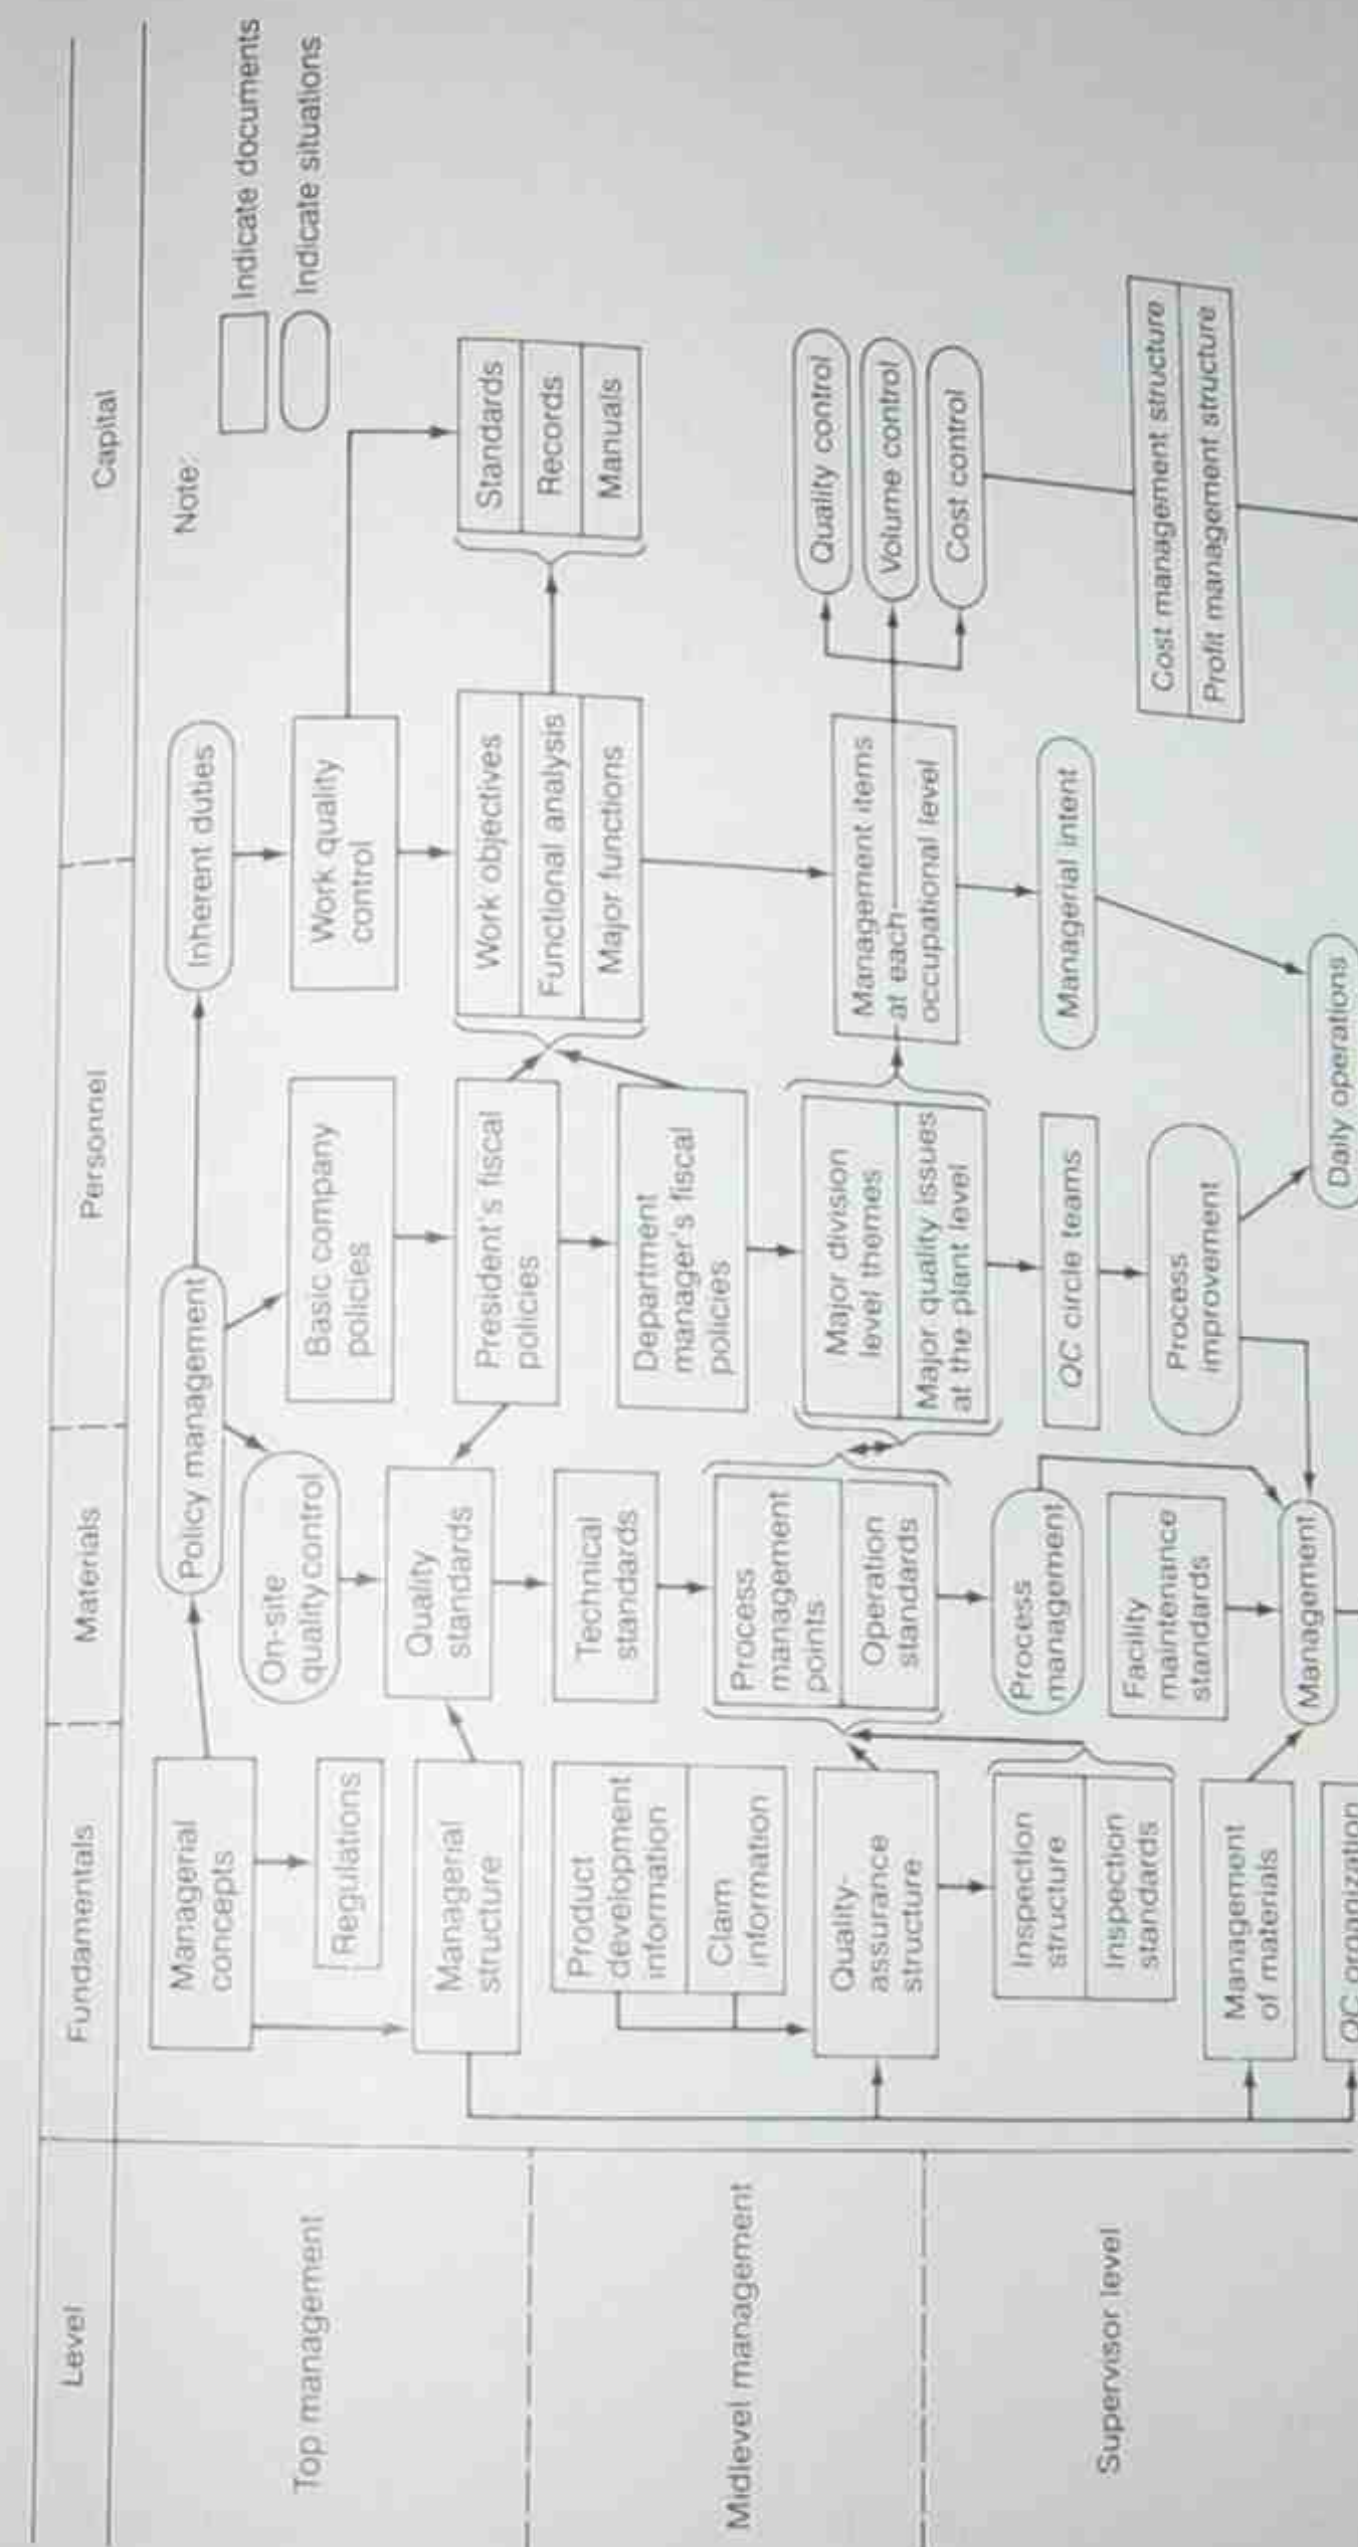 Level
Fundamentals
Materials
Personnel
Capital
Note:
Indicate documents
Indicate situations
Top management
Managerial
concepts
Regulations
Managerial
structure
Policy management
On-site
quality control
Quality
standards
Basic company
policies
President's fiscal
policies
Inherent duties
Work quality
control
Work objectives
Functional analysis
Major functions
Standards
Records
Manuals
Midlevel management
Product
development
information
Claim
information
Quality-
assurance
structure
Technical
standards
Process
management
points
Operation
standards
Department
manager's fiscal
policies
Major division
level themes
Major quality issues
at the plant level
Management items
at each
occupational level
Quality control
Volume control
Cost control
Supervisor level
Inspection
structure
Inspection
standards
Management
of materials
QC organization
Process
management
Facility
maintenance
standards
Management
QC circle teams
Process
improvement
Managerial intent
Daily operations
Cost management structure
Profit management structure